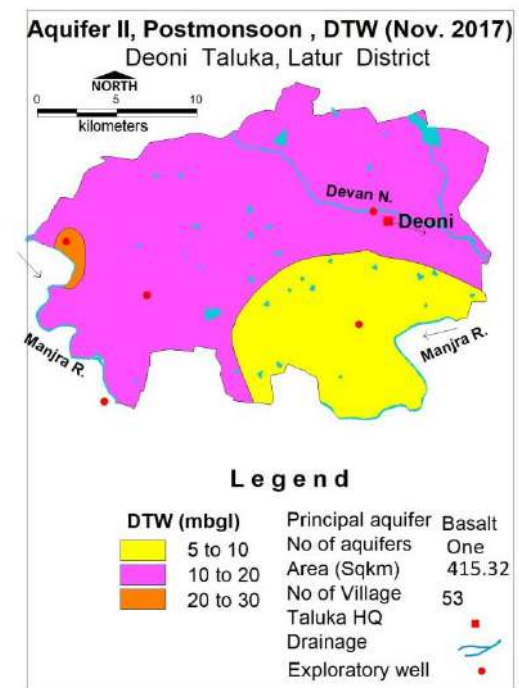 Aquifer II, Postmonsoon , DTW (Nov. 2017)
Deoni Taluka, Latur District
NORTH
0 5 10
kilometers
Devan N.
Deoni
Manjra R.
Manjra R.
Legend
DTW (mbgl)
5 to 10
10 to 20
20 to 30
Principal aquifer Basalt
No of aquifers One
Area (Sqkm) 415.32
No of Village 53
Taluka HQ
Drainage
Exploratory well